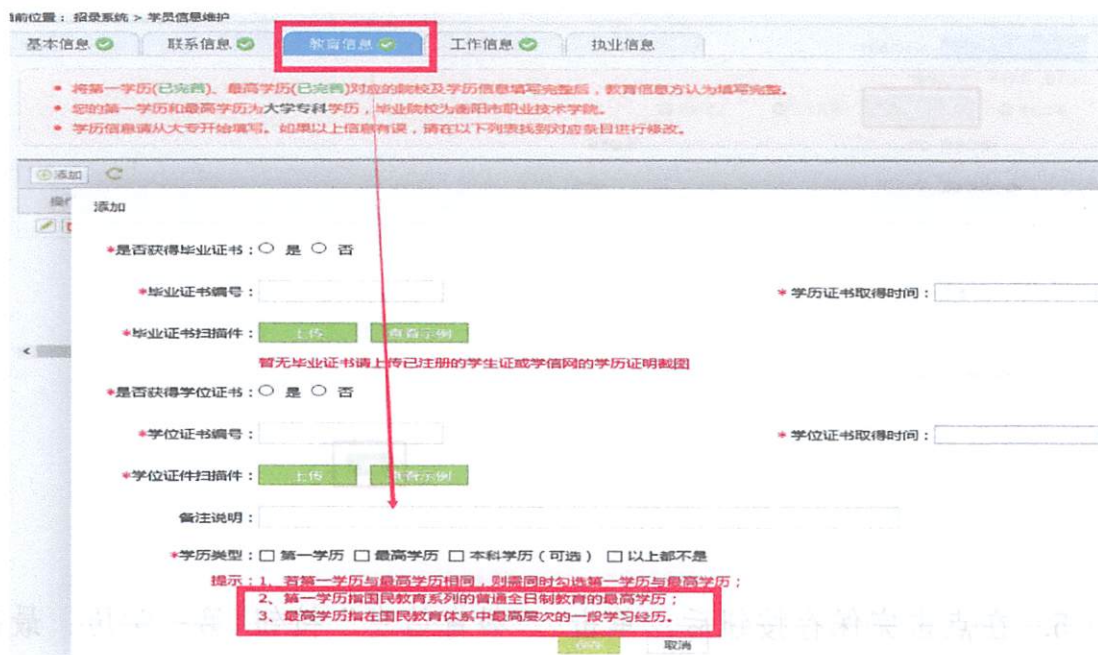 前位置： 招录系统 > 学员信息维护
基本信息 联系信息 教育信息 工作信息 执业信息
• 将第一学历(已完善)、最高学历(已完善)对应的院校及学历信息填写完整后，教育信息方认为填写完整。
• 您的第一学历和最高学历为大学专科学历，毕业院校为衡阳市职业技术学院。
• 学历信息请从大专开始填写。如果以上信息有误，请在以下列表找到对应条目进行修改。
添加
操作
添加
*是否获得毕业证书：○ 是 ○ 否
*毕业证书编号： *学历证书取得时间：
*毕业证书扫描件： 上传 查看示例
暂无毕业证书请上传已注册的学生证或学信网的学历证明截图
*是否获得学位证书：○ 是 ○ 否
*学位证书编号： *学位证书取得时间：
*学位证件扫描件： 上传 查看示例
备注说明：
*学历类型：□ 第一学历 □ 最高学历 □ 本科学历（可选） □ 以上都不是
提示：1、若第一学历与最高学历相同，则需同时勾选第一学历与最高学历；
2、第一学历指国民教育系列的普通全日制教育的最高学历；
3、最高学历指在国民教育体系中最高层次的一段学习经历。
取消